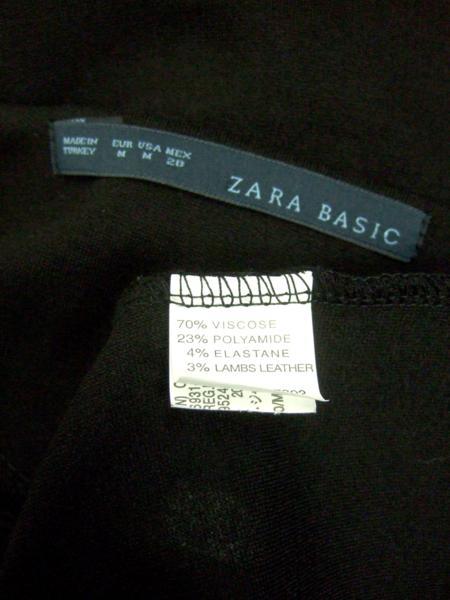 MADE IN
TURKEY
EUR USA MEX
M M 28
ZARA BASIC
70% VISCOSE
23% POLYAMIDE
4% ELASTANE
3% LAMBS LEATHER